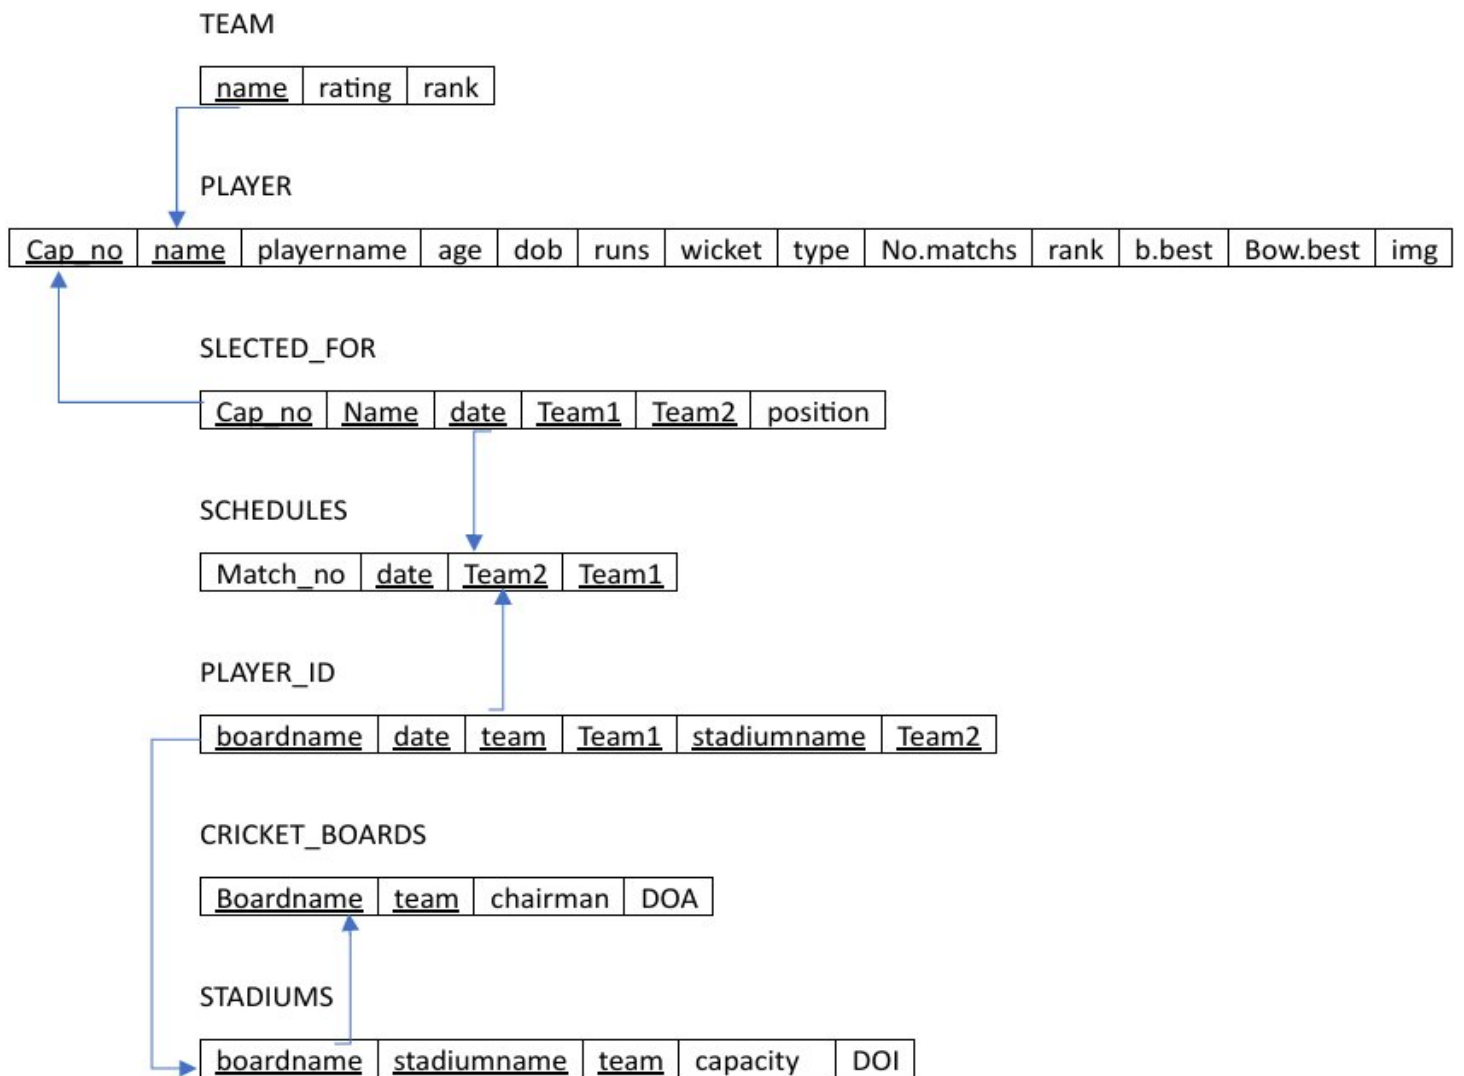 TEAM
name rating rank
PLAYER
Cap_no name playername age dob runs wicket type No.matchs rank b.best Bow.best img
SLECTED_FOR
Cap_no Name date Team1 Team2 position
SCHEDULES
Match_no date Team2 Team1
PLAYER_ID
boardname date team Team1 stadiumname Team2
CRICKET_BOARDS
Boardname team chairman DOA
STADIUMS
boardname stadiumname team capacity DOI